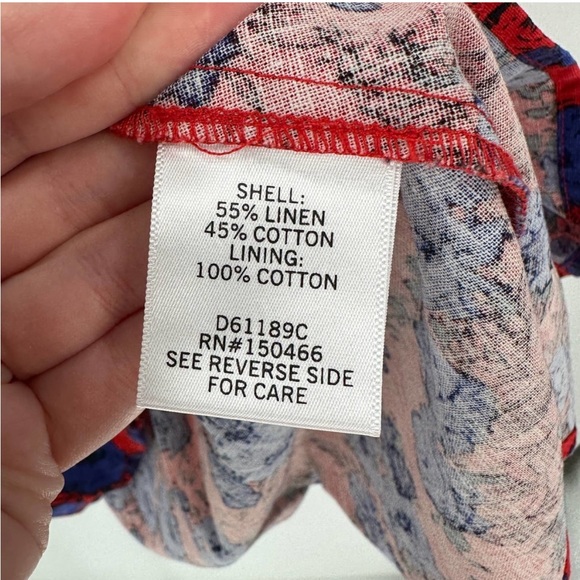 SHELL:
55% LINEN
45% COTTON
LINING:
100% COTTON
D61189C
RN#150466
SEE REVERSE SIDE
FOR CARE